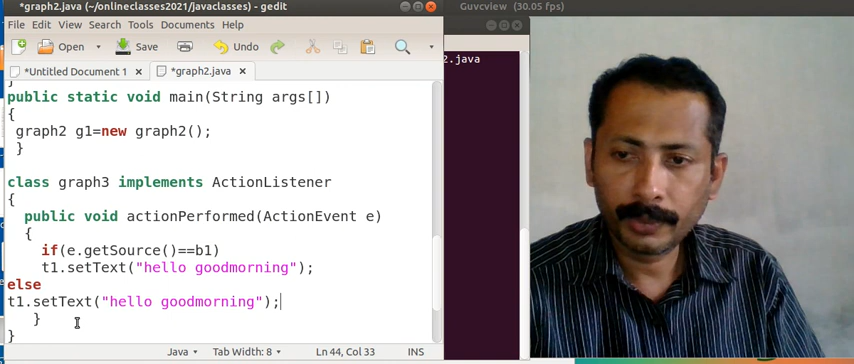 *graph2.java (~/onlineclasses2021/javaclasses) - gedit
Guvcview (30.05 fps)
File Edit View Search Tools Documents Help
Open Save Undo
*Untitled Document 1 × *graph2.java ×
2.java
}
public static void main(String args[])
{
graph2 g1=new graph2();
}
class graph3 implements ActionListener
{
public void actionPerformed(ActionEvent e)
{
if(e.getSource()==b1)
t1.setText("hello goodmorning");
else
t1.setText("hello goodmorning");
}
}
Java Tab Width: 8 Ln 44, Col 33 INS